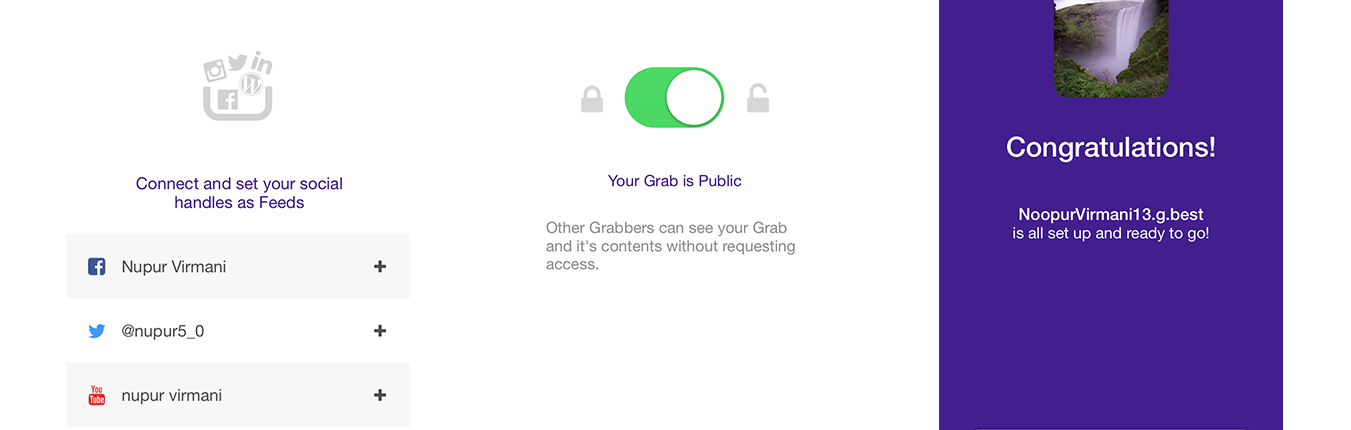 Connect and set your social
handles as Feeds
Nupur Virmani
@nupur5_0
You
Tube
nupur virmani
Your Grab is Public
Other Grabbers can see your Grab
and it's contents without requesting
access.
Congratulations!
NoopurVirmani13.g.best
is all set up and ready to go!